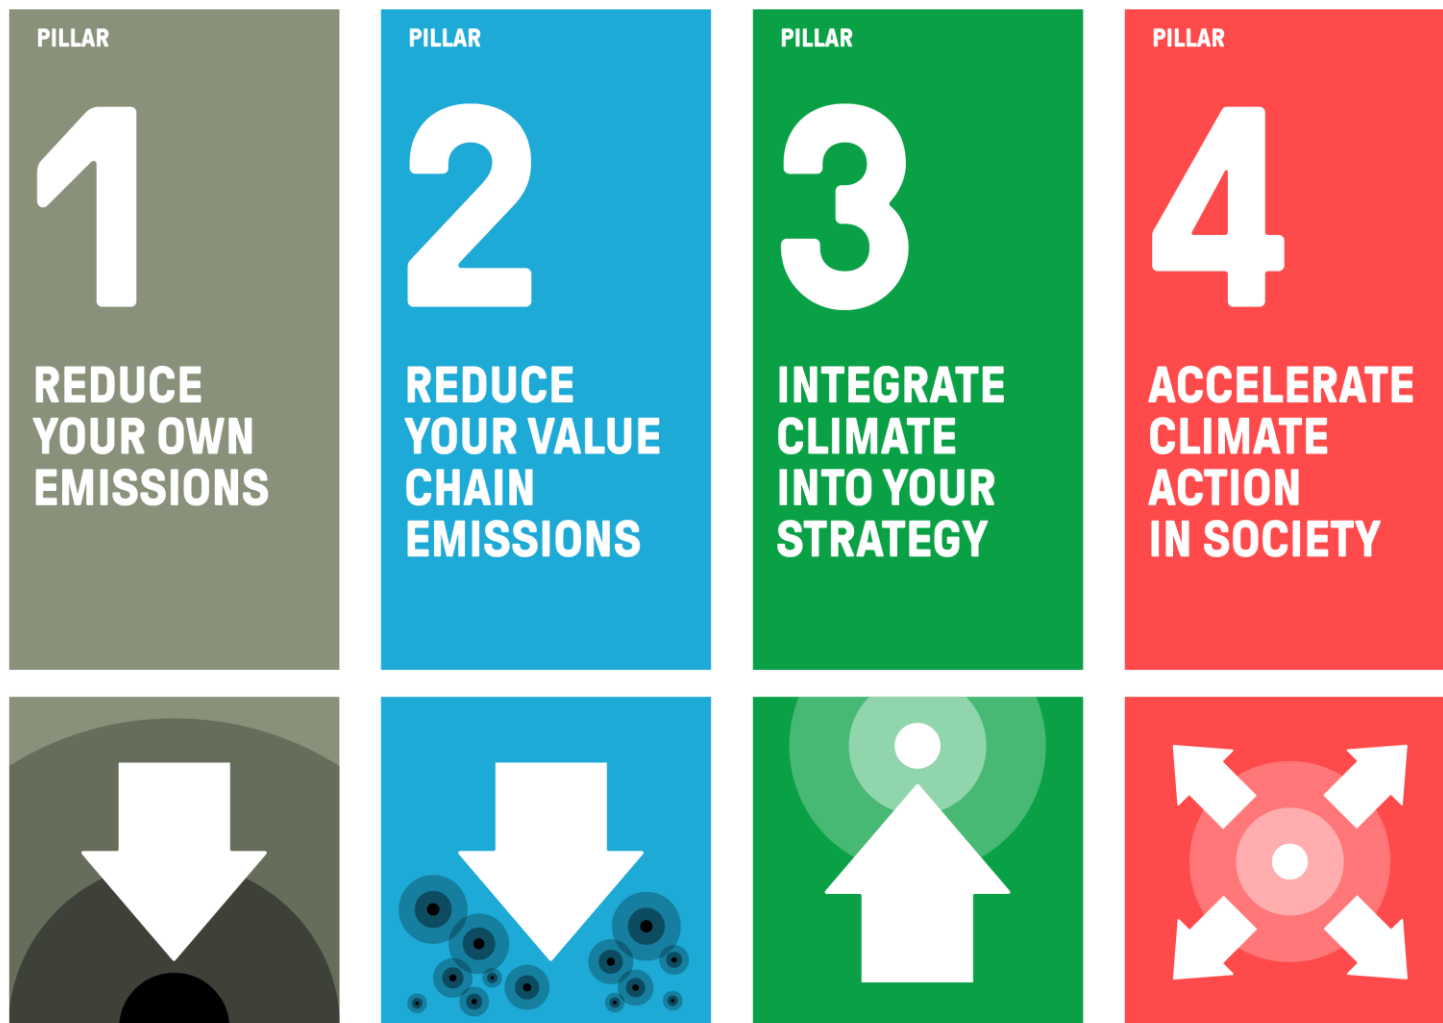 PILLAR
1
REDUCE
YOUR OWN
EMISSIONS
PILLAR
2
REDUCE
YOUR VALUE
CHAIN
EMISSIONS
PILLAR
3
INTEGRATE
CLIMATE
INTO YOUR
STRATEGY
PILLAR
4
ACCELERATE
CLIMATE
ACTION
IN SOCIETY